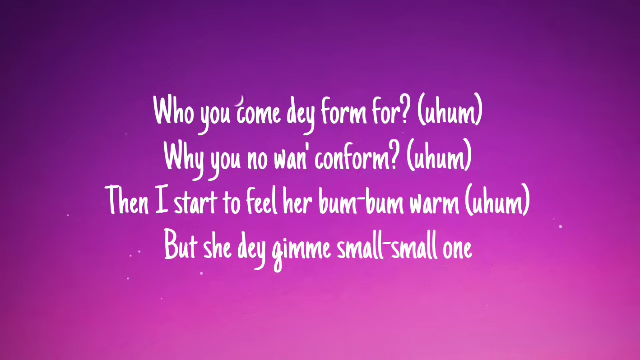 Who you come dey form for? (uhum)
Why you no wan' conform? (uhum)
Then I start to feel her bum-bum warm (uhum)
But she dey gimme small-small one